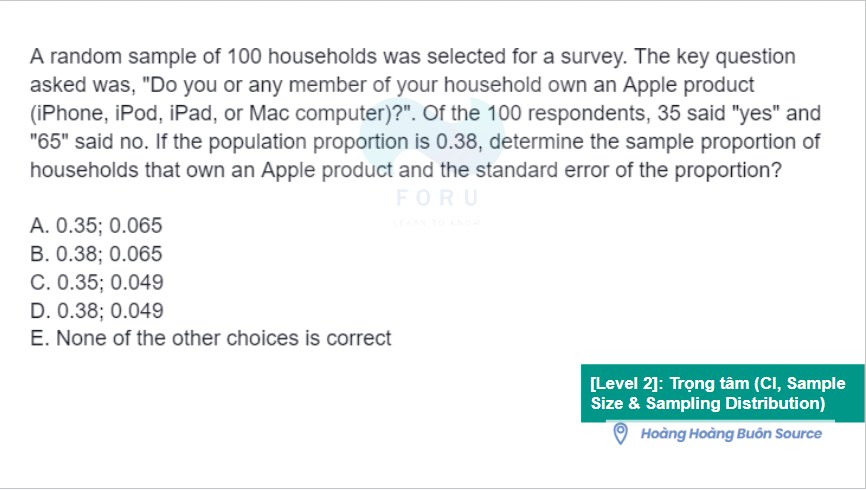 A random sample of 100 households was selected for a survey. The key question
asked was, "Do you or any member of your household own an Apple product
(iPhone, iPod, iPad, or Mac computer)?". Of the 100 respondents, 35 said "yes" and
"65" said no. If the population proportion is 0.38, determine the sample proportion of
households that own an Apple product and the standard error of the proportion?
FORU
A. 0.35; 0.065
B. 0.38; 0.065
C. 0.35; 0.049
D. 0.38; 0.049
E. None of the other choices is correct
[Level 2]: Trọng tâm (CI, Sample
Size & Sampling Distribution)
Hoàng Hoàng Buôn Source